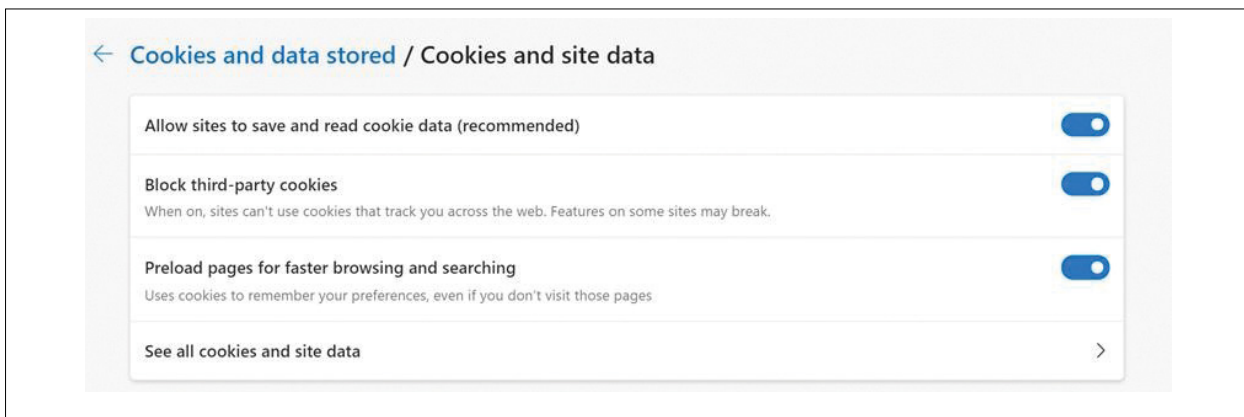 Cookies and data stored / Cookies and site data
Allow sites to save and read cookie data (recommended)
Block third-party cookies
When on, sites can't use cookies that track you across the web. Features on some sites may break.
Preload pages for faster browsing and searching
Uses cookies to remember your preferences, even if you don't visit those pages
See all cookies and site data